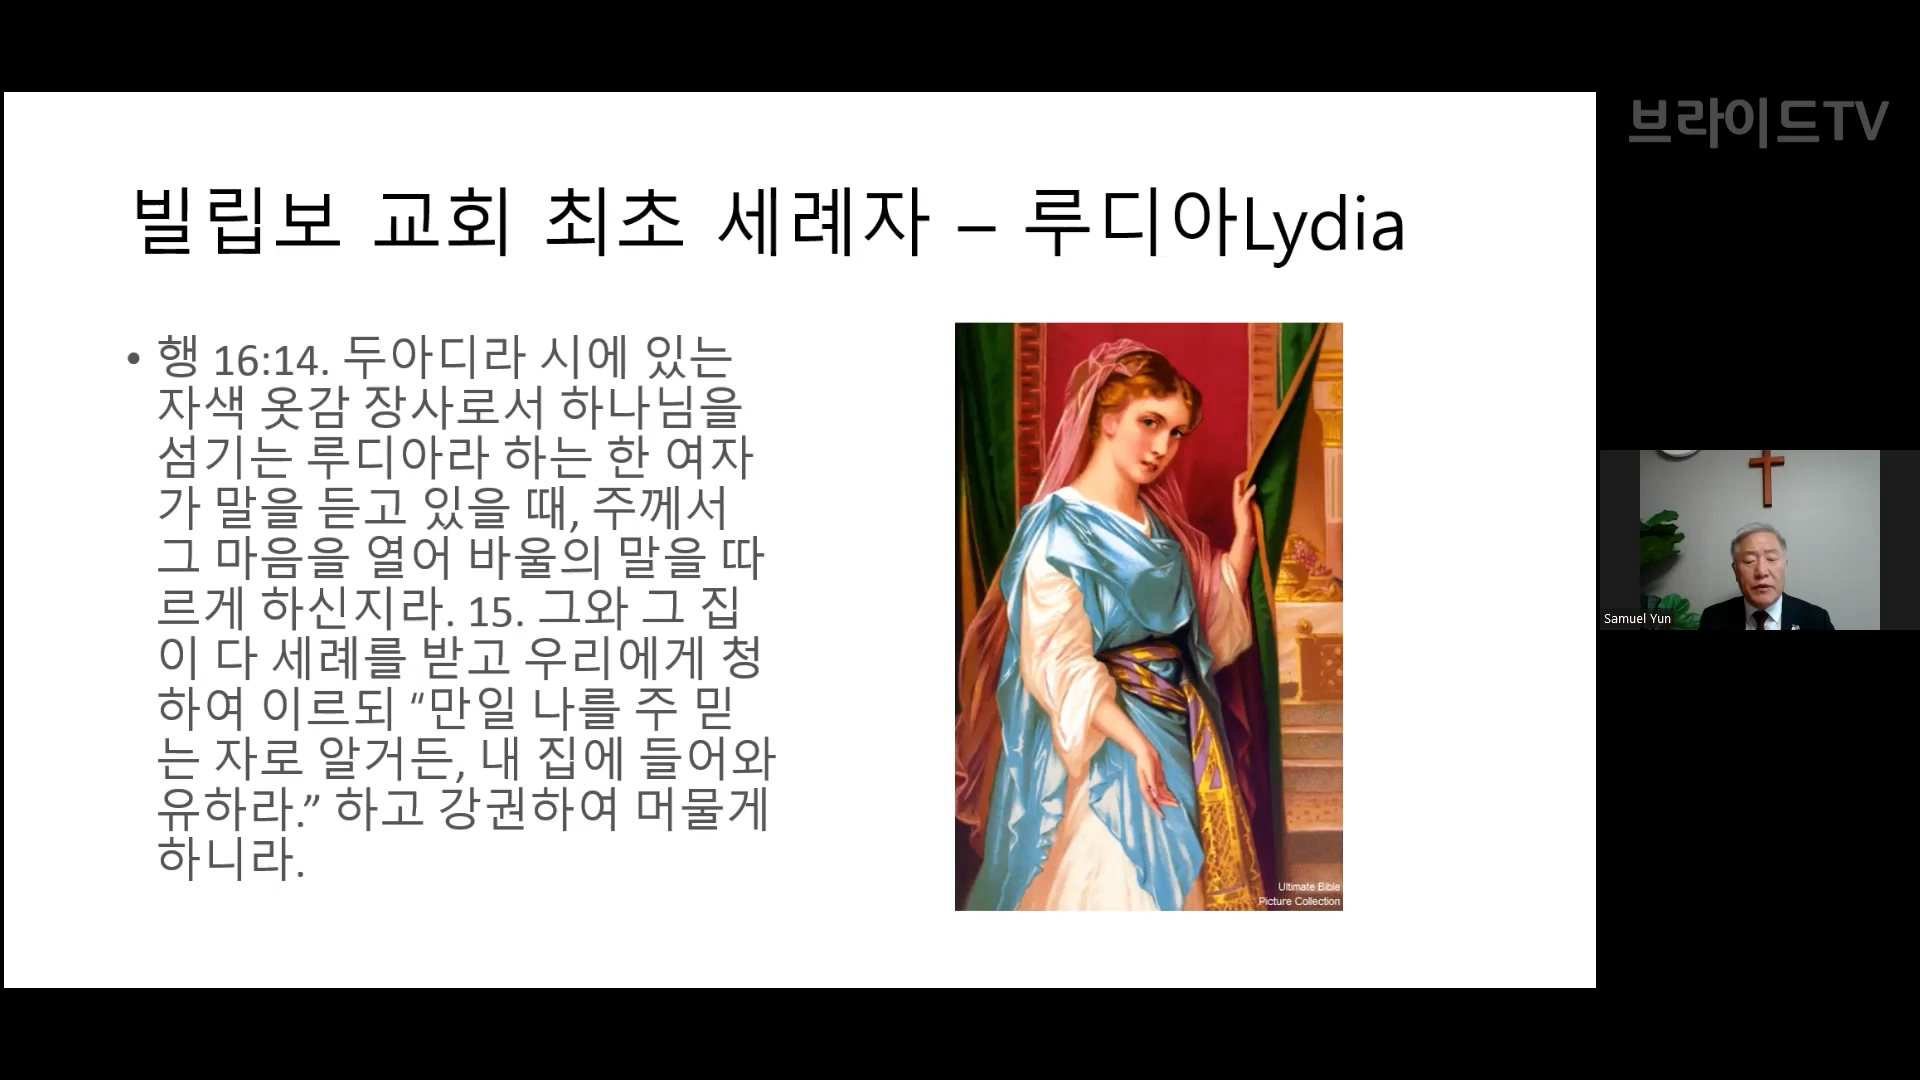 브라이드TV
빌립보 교회 최초 세례자 – 루디아Lydia
• 행 16:14. 두아디라 시에 있는
자색 옷감 장사로서 하나님을
섬기는 루디아라 하는 한 여자
가 말을 듣고 있을 때, 주께서
그 마음을 열어 바울의 말을 따
르게 하신지라. 15. 그와 그 집
이 다 세례를 받고 우리에게 청
하여 이르되 “만일 나를 주 믿
는 자로 알거든, 내 집에 들어와
유하라.” 하고 강권하여 머물게
하니라.
Ultimate Bible
Picture Collection
Samuel Yun